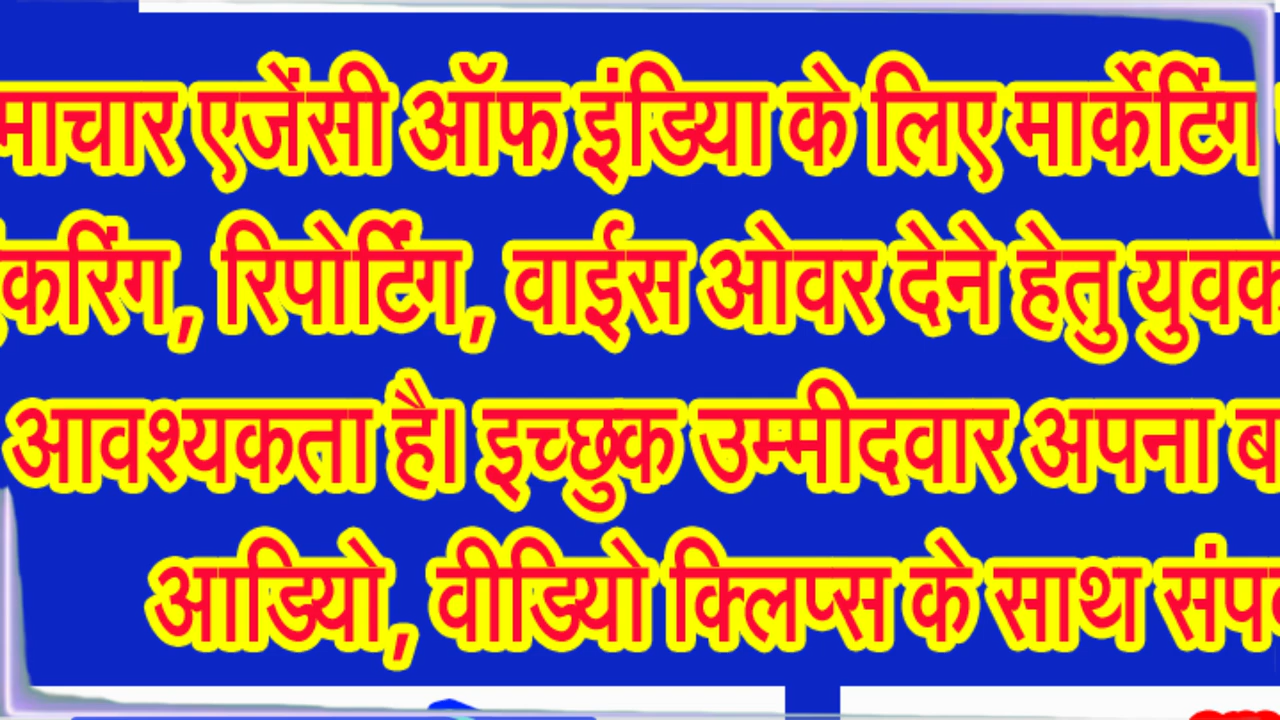 माचार एजेंसी ऑफ इंडिया के लिए मार्केटिंग
करिंग, रिपोर्टिंग, वाईस ओवर देने हेतु युवक
आवश्यकता है। इच्छुक उम्मीदवार अपना
आडियो, वीडियो क्लिप्स के साथ